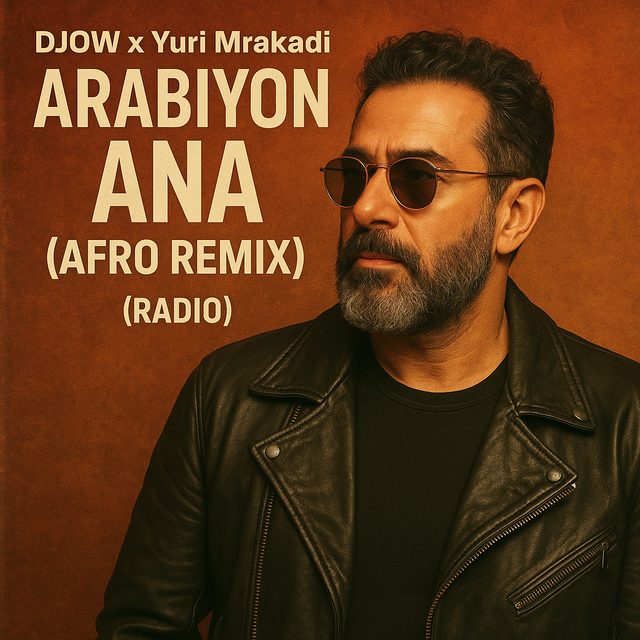 DJOW x Yuri Mrakadi
ARABIYON
ANA
(AFRO REMIX)
(RADIO)